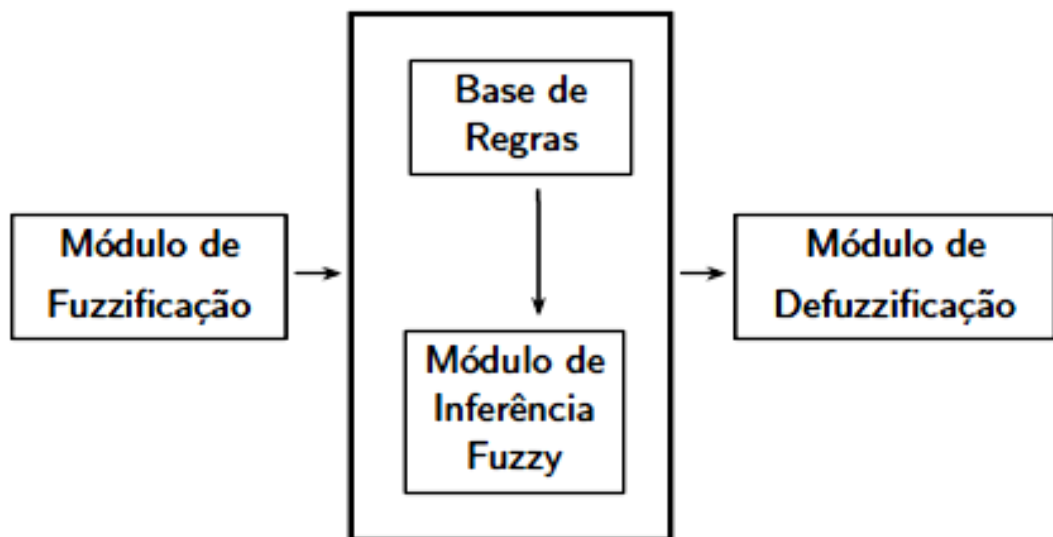 Base de
Regras
Módulo de
Fuzzificação
Módulo de
Inferência
Fuzzy
Módulo de
Defuzzificação